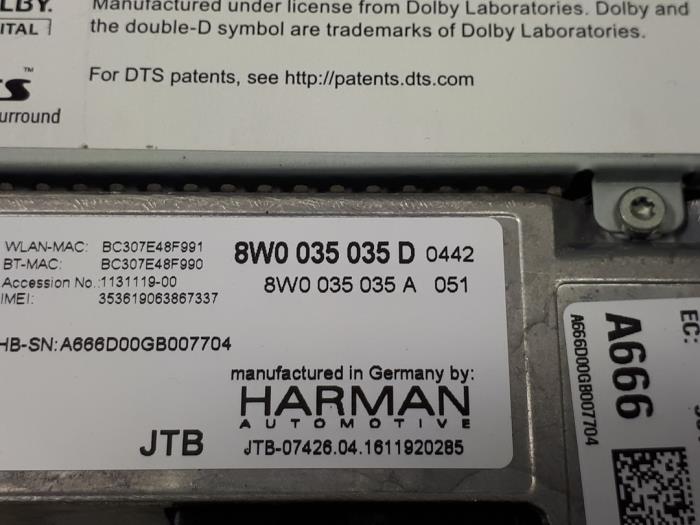 Manufactured under license from Dolby Laboratories. Dolby and
the double-D symbol are trademarks of Dolby Laboratories.
For DTS patents, see http://patents.dts.com
WLAN-MAC: BC307E48F991
BT-MAC: BC307E48F990
Accession No.:1131119-00
IMEI: 353619063867337
HB-SN:A666D00GB007704
8W0 035 035 D 0442
8W0 035 035 A 051
manufactured in Germany by:
HARMAN
AUTOMOTIVE
JTB
JTB-07426.04.1611920285
EC:
A666
A666D00GB007704